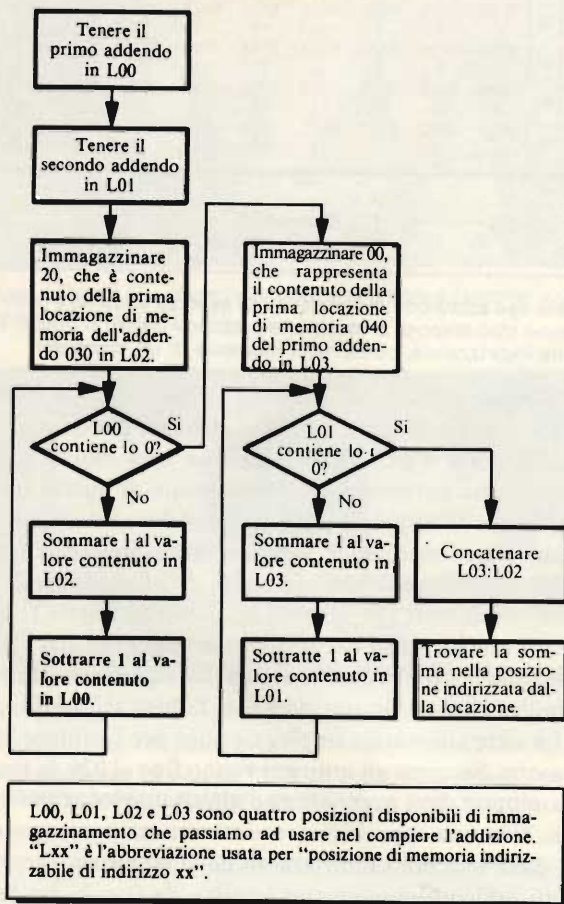 Tenere il
primo addendo
in L00
Tenere il
secondo addendo
in L01
Immagazzinare
20, che è conte-
nuto della prima
locazione di me-
moria dell'adden-
do 030 in L02.
L00
contiene lo 0?
Si
No
Sommare 1 al va-
lore contenuto in
L02.
Sottrarre 1 al va-
lore contenuto
in L00.
Immagazzinare 00,
che rappresenta
il contenuto della
prima locazione
di memoria 040
del primo adden-
do in L03.
L01
contiene lo
0?
Si
No
Sommare 1 al va-
lore contenuto in
L03.
Sottratte 1 al va-
lore contenuto in
L01.
Concatenare
L03:L02
Trovare la som-
ma nella posizio-
ne indirizzata dal-
la locazione.
L00, L01, L02 e L03 sono quattro posizioni disponibili di imma-
gazzinamento che passiamo ad usare nel compiere l'addizione.
"Lxx" è l'abbreviazione usata per "posizione di memoria indiriz-
zabile di indirizzo xx".